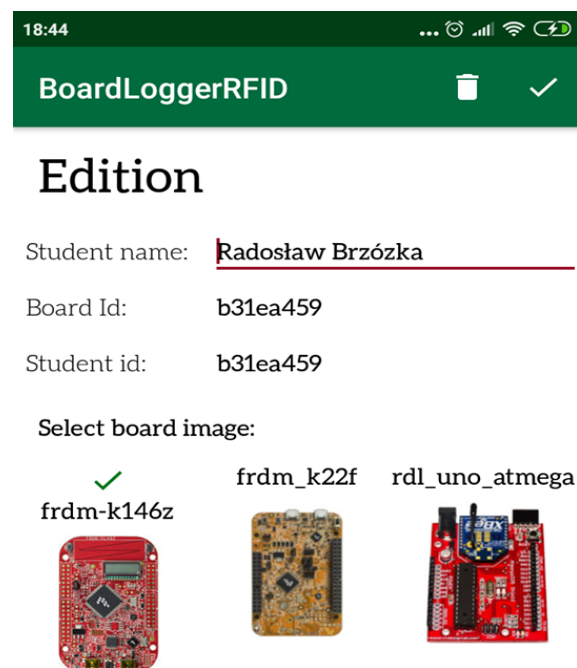 18:44
BoardLoggerRFID
Edition
Student name: Radosław Brzózka
Board Id: b31ea459
Student id: b31ea459
Select board image:
frdm-k146z frdm_k22f rdl_uno_atmega